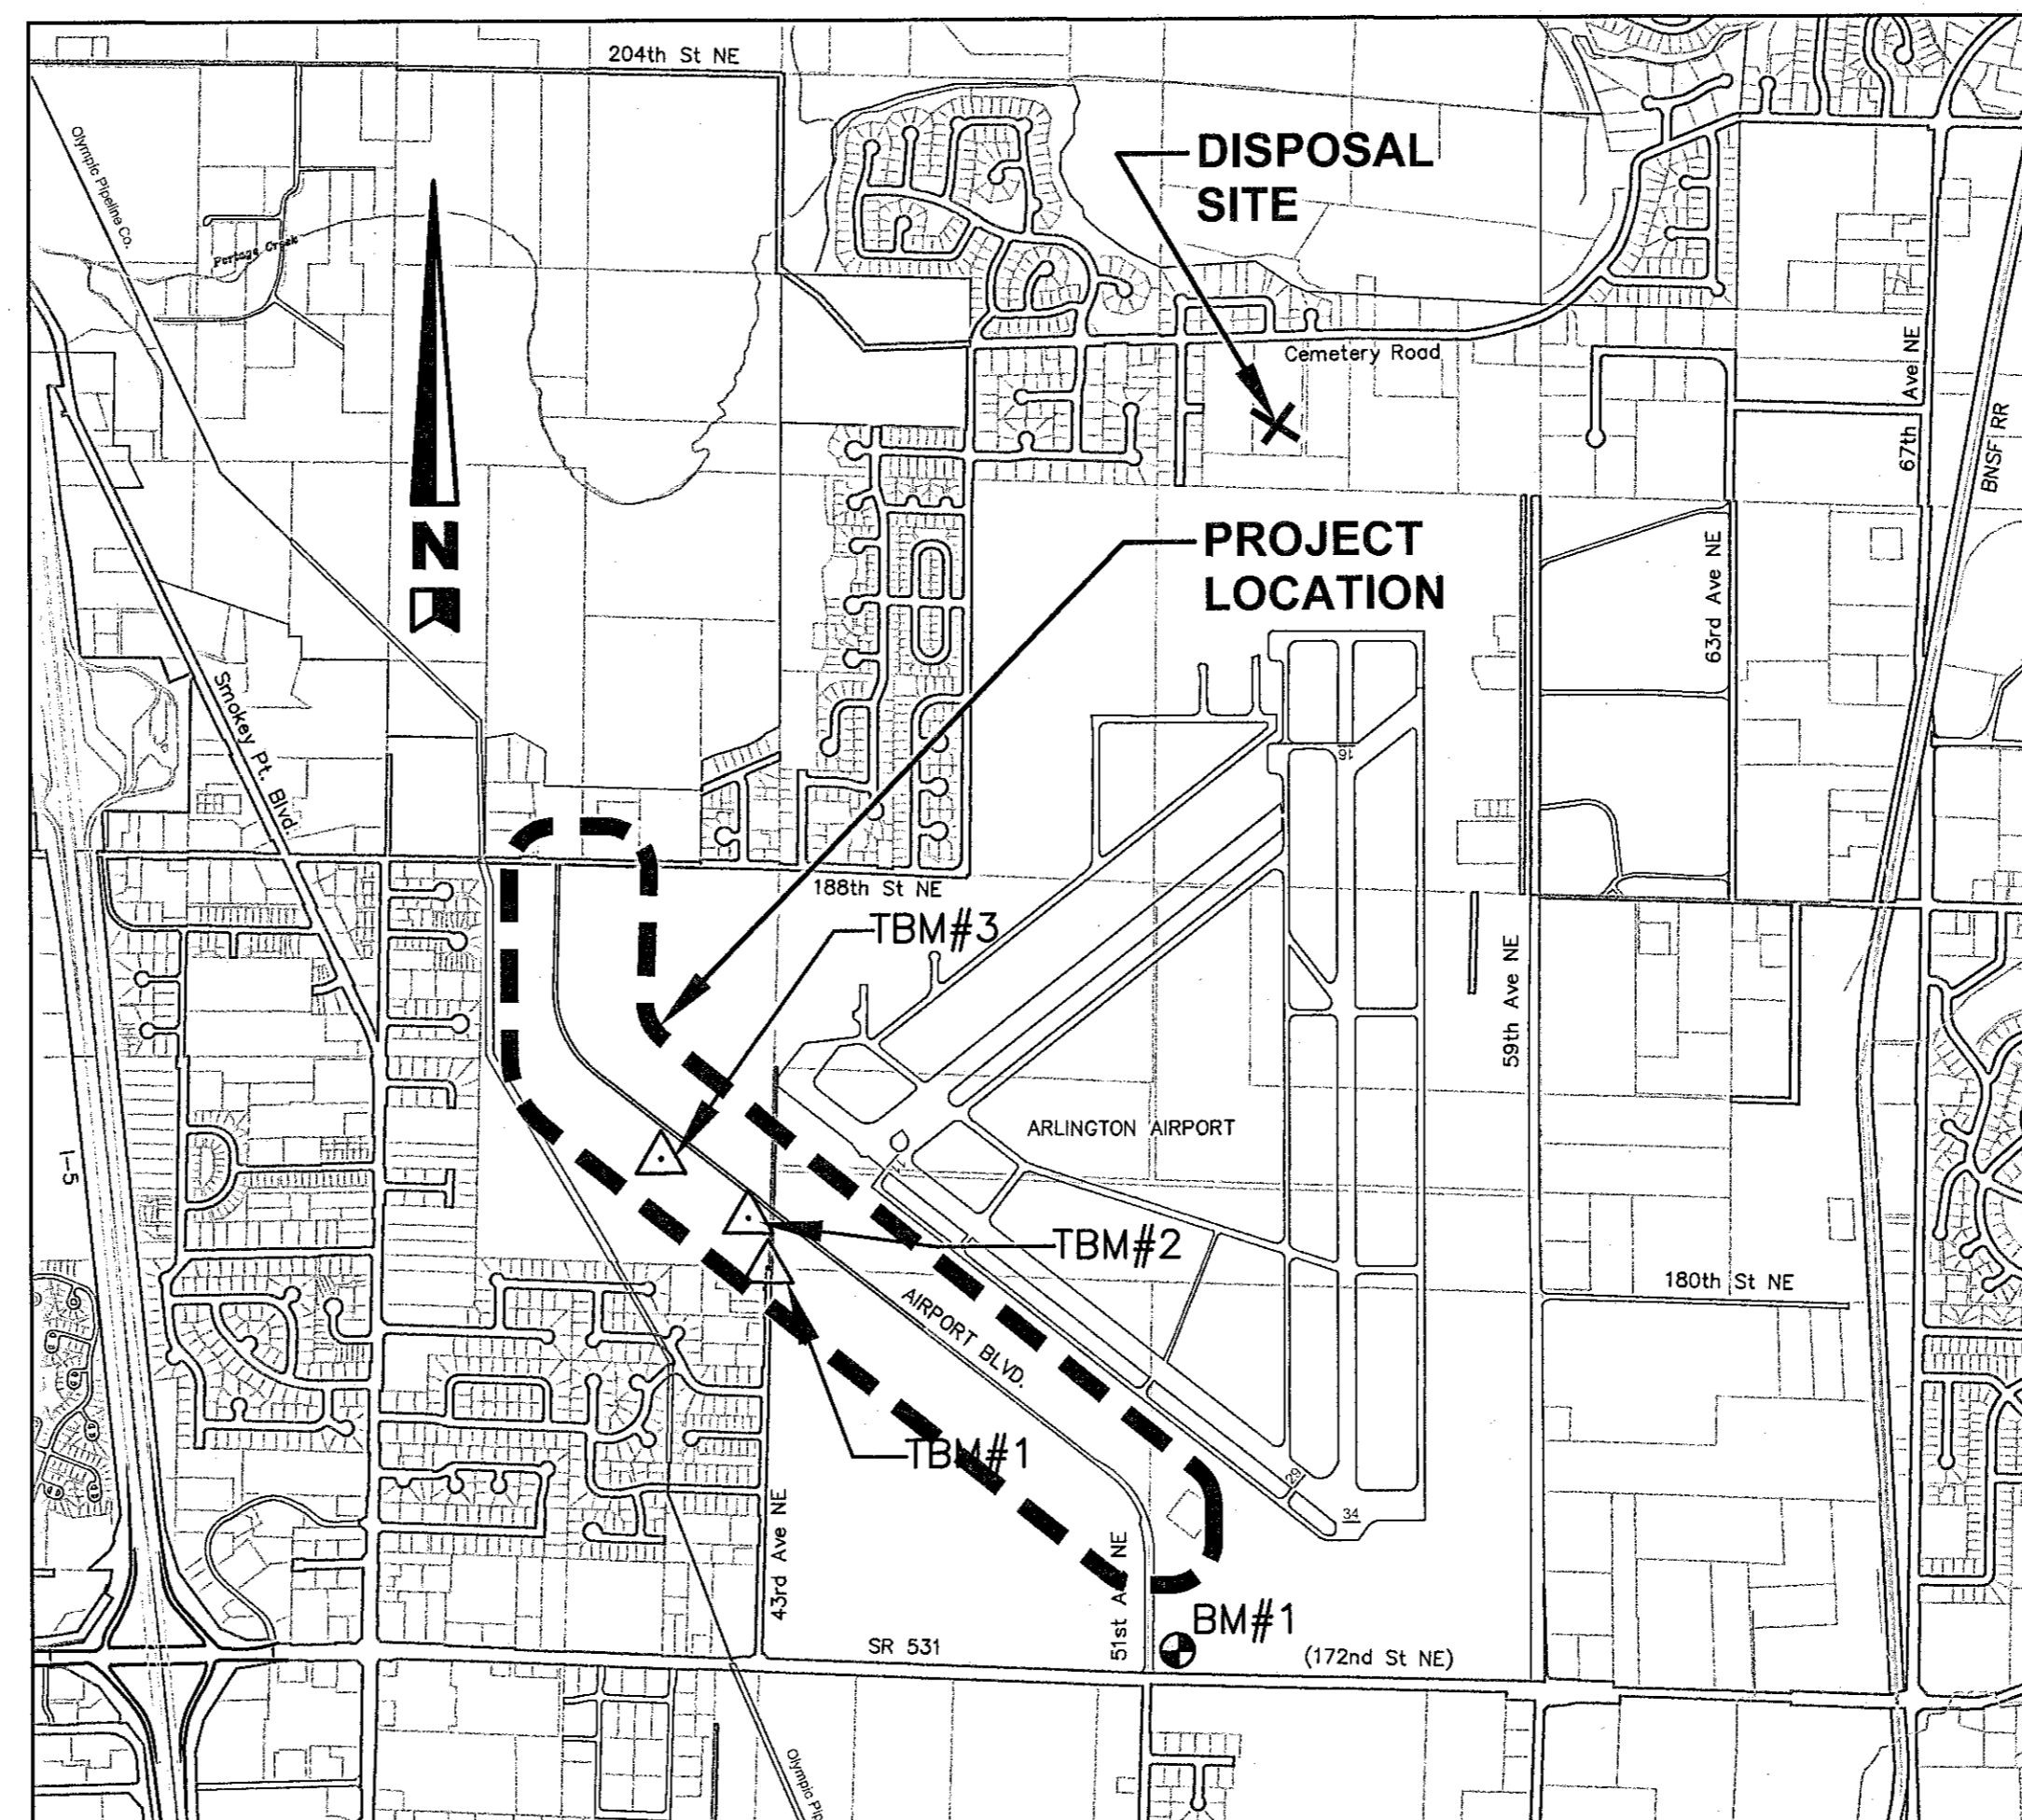 204th St NE
Olympic Pipeline Co.
DISPOSAL
SITE
Portage Creek
Cemetery Road
67th Ave NE
BNSF RR
N
PROJECT
LOCATION
63rd Ave NE
Smokey Pt. Blvd.
16
188th St NE
TBM#3
59th Ave NE
ARLINGTON AIRPORT
I-5
11
TBM#2
180th St NE
AIRPORT BLVD.
TBM#1
29
34
43rd Ave NE
51st A NE
BM#1
SR 531
(172nd St NE)
Olympic Pip